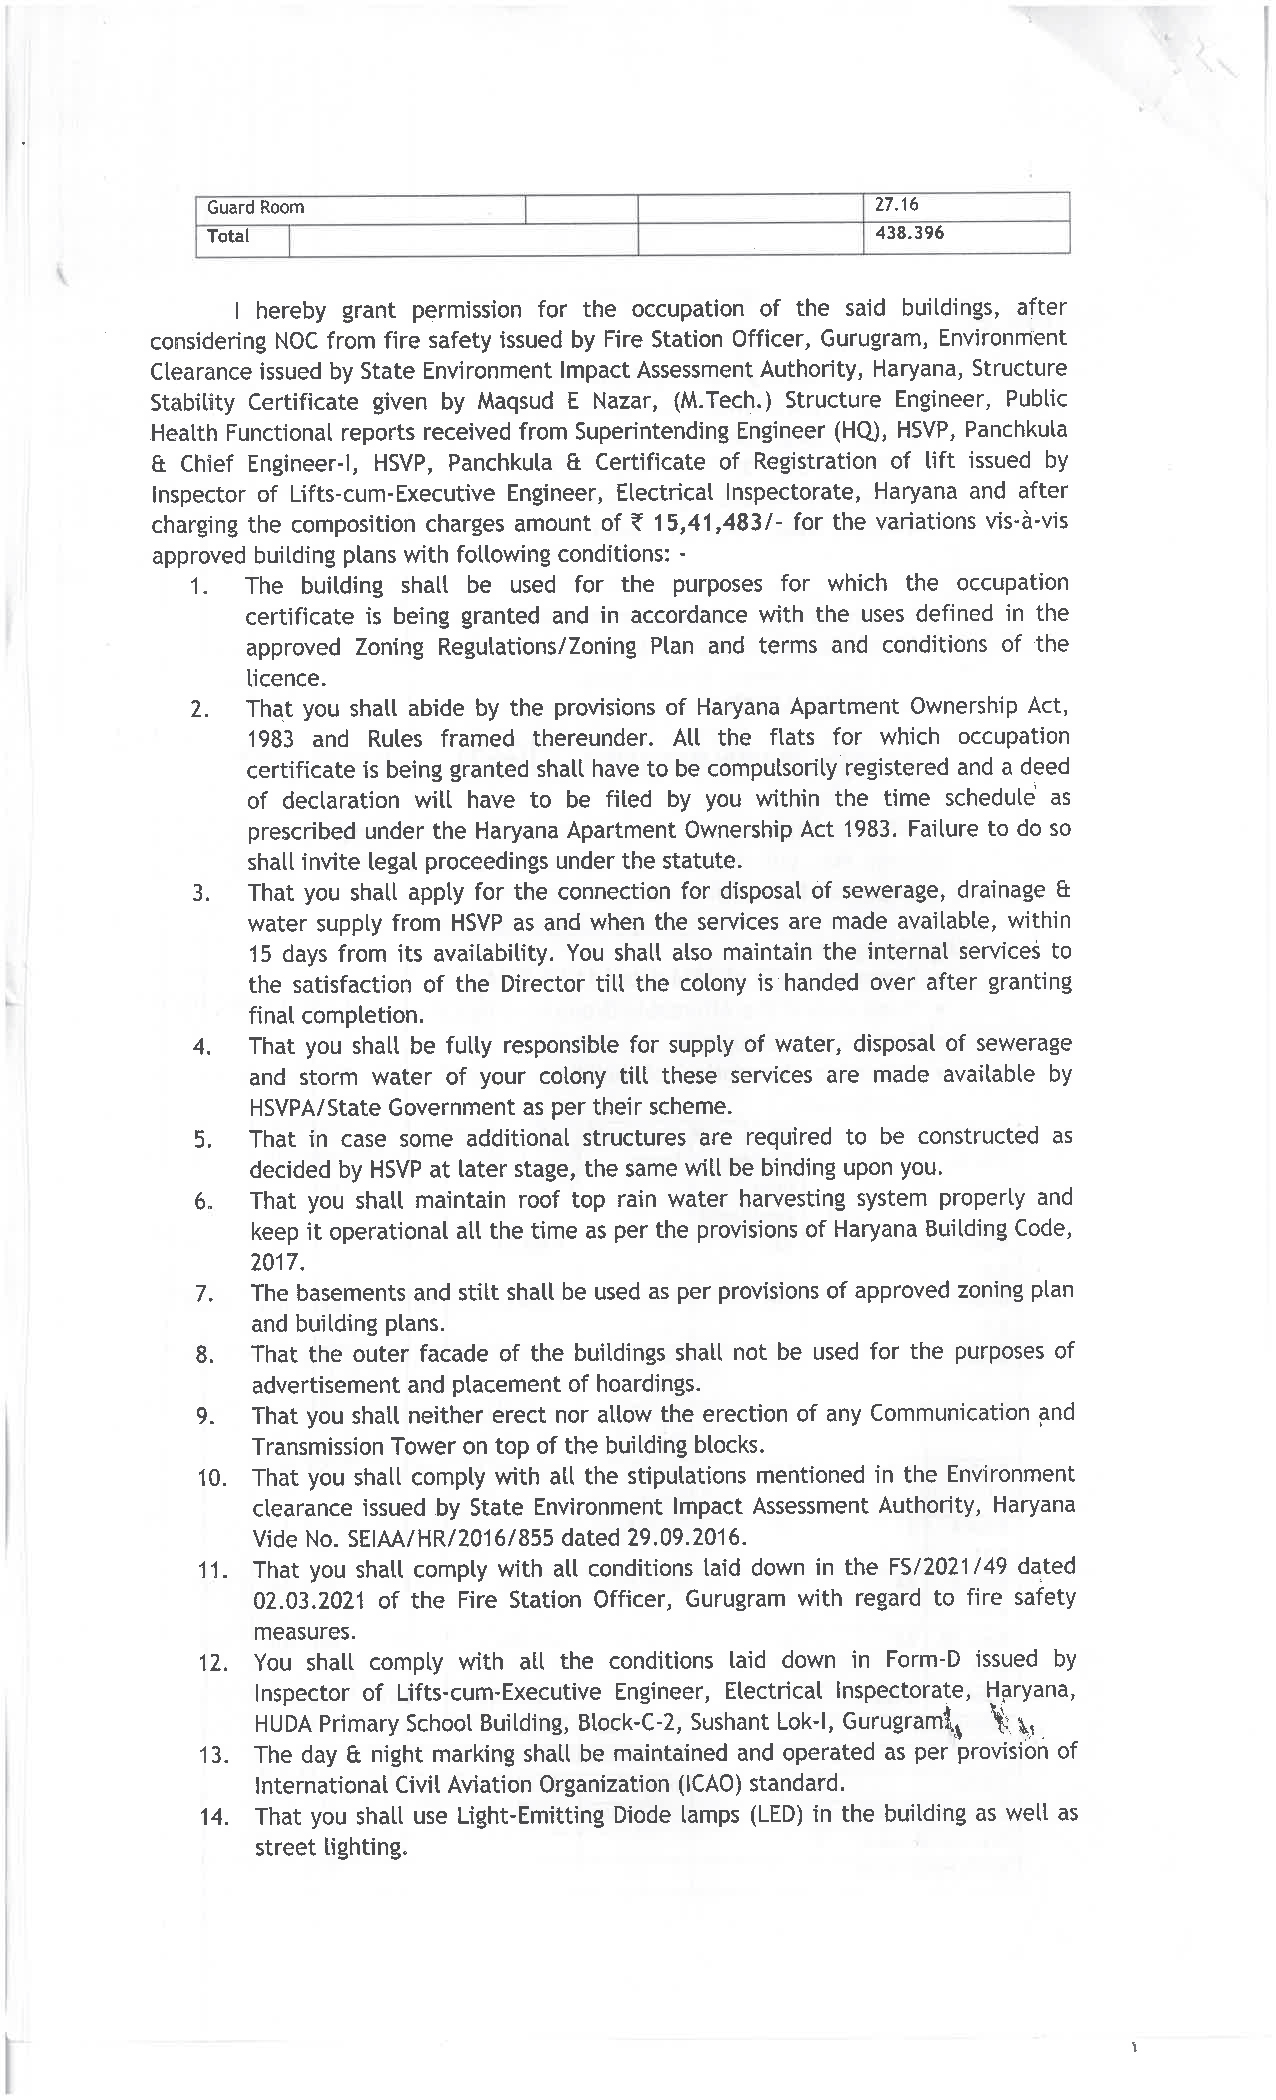 Guard Room 27.16
Total 438.396
I hereby grant permission for the occupation of the said buildings, after
considering NOC from fire safety issued by Fire Station Officer, Gurugram, Environment
Clearance issued by State Environment Impact Assessment Authority, Haryana, Structure
Stability Certificate given by Maqsud E Nazar, (M.Tech.) Structure Engineer, Public
Health Functional reports received from Superintending Engineer (HQ), HSVP, Panchkula
& Chief Engineer-I, HSVP, Panchkula & Certificate of Registration of lift issued by
Inspector of Lifts-cum-Executive Engineer, Electrical Inspectorate, Haryana and after
charging the composition charges amount of ₹ 15,41,483/- for the variations vis-à-vis
approved building plans with following conditions: -
1. The building shall be used for the purposes for which the occupation
certificate is being granted and in accordance with the uses defined in the
approved Zoning Regulations/Zoning Plan and terms and conditions of the
licence.
2. That you shall abide by the provisions of Haryana Apartment Ownership Act,
1983 and Rules framed thereunder. All the flats for which occupation
certificate is being granted shall have to be compulsorily registered and a deed
of declaration will have to be filed by you within the time schedule as
prescribed under the Haryana Apartment Ownership Act 1983. Failure to do so
shall invite legal proceedings under the statute.
3. That you shall apply for the connection for disposal of sewerage, drainage &
water supply from HSVP as and when the services are made available, within
15 days from its availability. You shall also maintain the internal services to
the satisfaction of the Director till the colony is handed over after granting
final completion.
4. That you shall be fully responsible for supply of water, disposal of sewerage
and storm water of your colony till these services are made available by
HSVPA/State Government as per their scheme.
5. That in case some additional structures are required to be constructed as
decided by HSVP at later stage, the same will be binding upon you.
6. That you shall maintain roof top rain water harvesting system properly and
keep it operational all the time as per the provisions of Haryana Building Code,
2017.
7. The basements and stilt shall be used as per provisions of approved zoning plan
and building plans.
8. That the outer facade of the buildings shall not be used for the purposes of
advertisement and placement of hoardings.
9. That you shall neither erect nor allow the erection of any Communication and
Transmission Tower on top of the building blocks.
10. That you shall comply with all the stipulations mentioned in the Environment
clearance issued by State Environment Impact Assessment Authority, Haryana
Vide No. SEIAA/HR/2016/855 dated 29.09.2016.
11. That you shall comply with all conditions laid down in the FS/2021/49 dated
02.03.2021 of the Fire Station Officer, Gurugram with regard to fire safety
measures.
12. You shall comply with all the conditions laid down in Form-D issued by
Inspector of Lifts-cum-Executive Engineer, Electrical Inspectorate, Haryana,
HUDA Primary School Building, Block-C-2, Sushant Lok-I, Gurugram.
13. The day & night marking shall be maintained and operated as per provision of
International Civil Aviation Organization (ICAO) standard.
14. That you shall use Light-Emitting Diode lamps (LED) in the building as well as
street lighting.